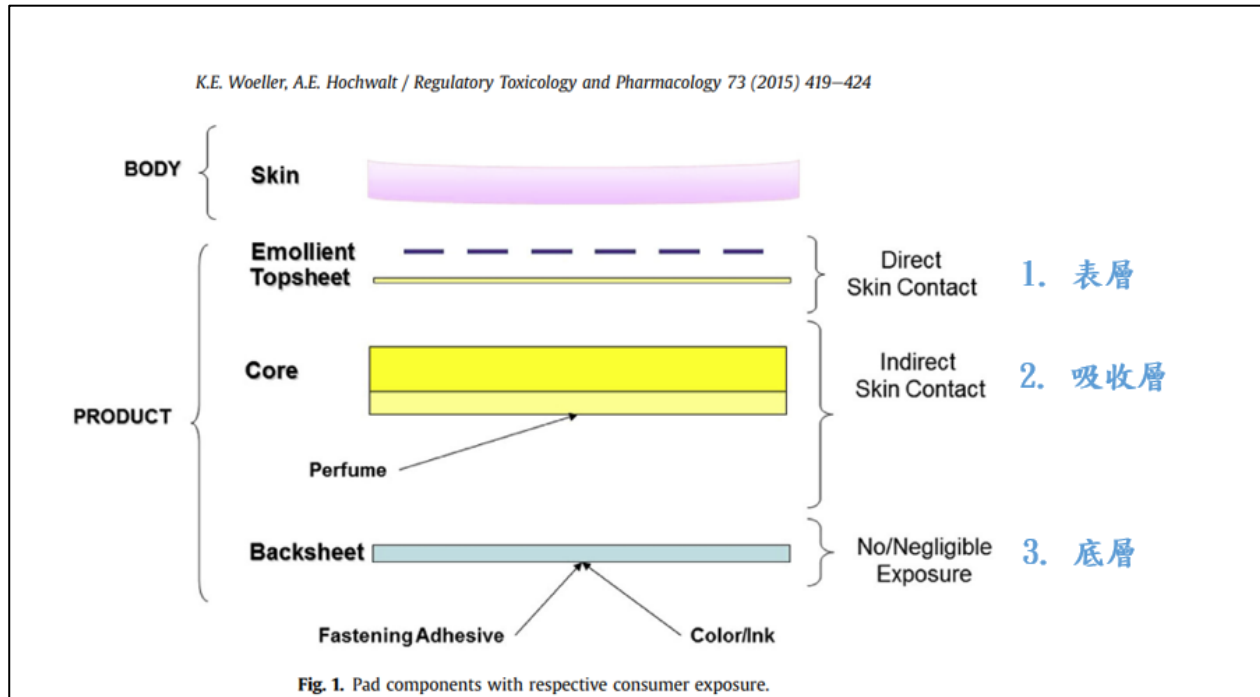 K.E. Woeller, A.E. Hochwalt / Regulatory Toxicology and Pharmacology 73 (2015) 419–424
BODY
Skin
Emollient
Topsheet
Direct
Skin Contact
1. 表層
Core
Indirect
Skin Contact
2. 吸收層
PRODUCT
Perfume
Backsheet
No/Negligible
Exposure
3. 底層
Fastening Adhesive
Color/Ink
Fig. 1. Pad components with respective consumer exposure.